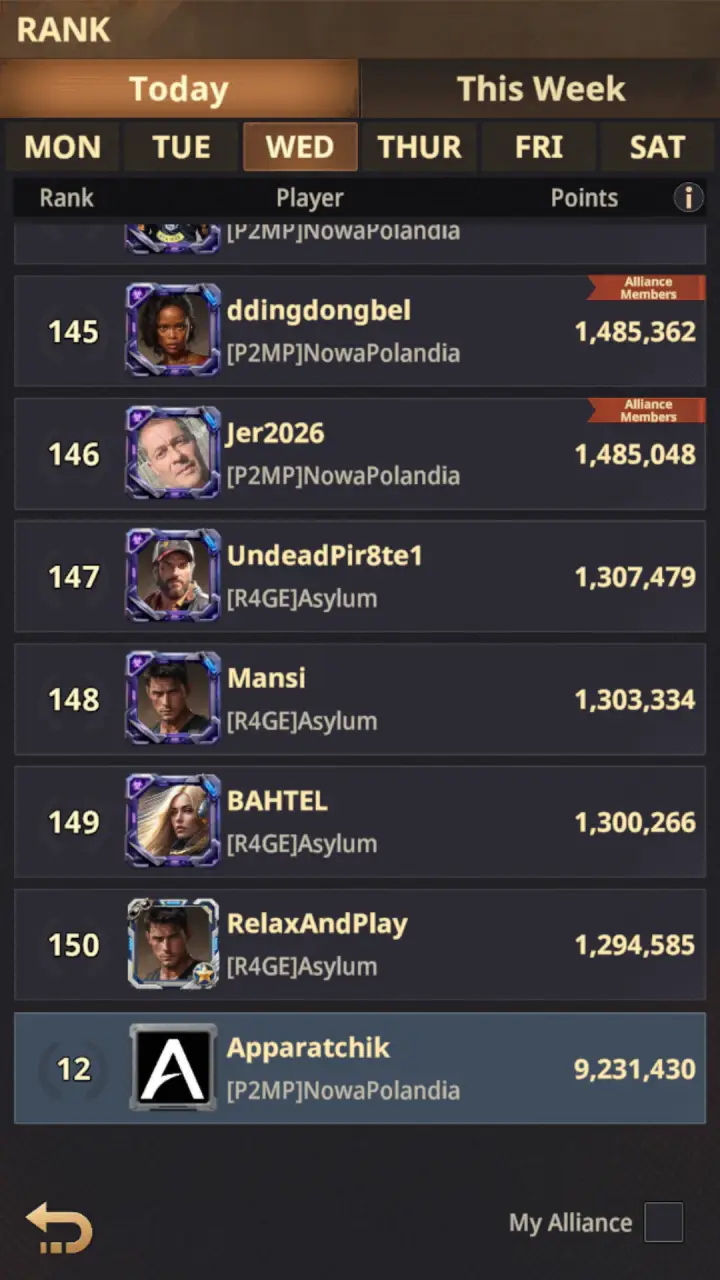 RANK
Today
This Week
MON
TUE
WED
THUR
FRI
SAT
Rank
Player
Points
i
[P2MP]NowaPolandia
145
ddingdongbel
[P2MP]NowaPolandia
Alliance
Members
1,485,362
146
Jer2026
[P2MP]NowaPolandia
Alliance
Members
1,485,048
147
UndeadPir8te1
[R4GE]Asylum
1,307,479
148
Mansi
[R4GE]Asylum
1,303,334
149
BAHTEL
[R4GE]Asylum
1,300,266
150
RelaxAndPlay
[R4GE]Asylum
1,294,585
12
A
Apparatchik
[P2MP]NowaPolandia
9,231,430
My Alliance